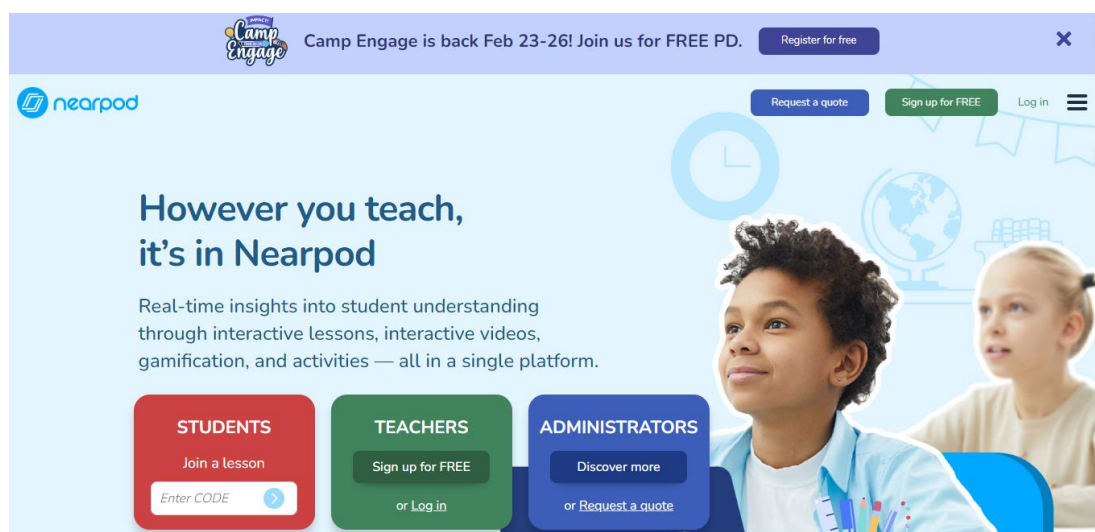 IMPACT!
Camp
Engage
Camp Engage is back Feb 23-26! Join us for FREE PD.
Register for free
nearpod
Request a quote
Sign up for FREE
Log in
However you teach,
it's in Nearpod
Real-time insights into student understanding
through interactive lessons, interactive videos,
gamification, and activities — all in a single platform.
STUDENTS
Join a lesson
Enter CODE
TEACHERS
Sign up for FREE
or Log in
ADMINISTRATORS
Discover more
or Request a quote